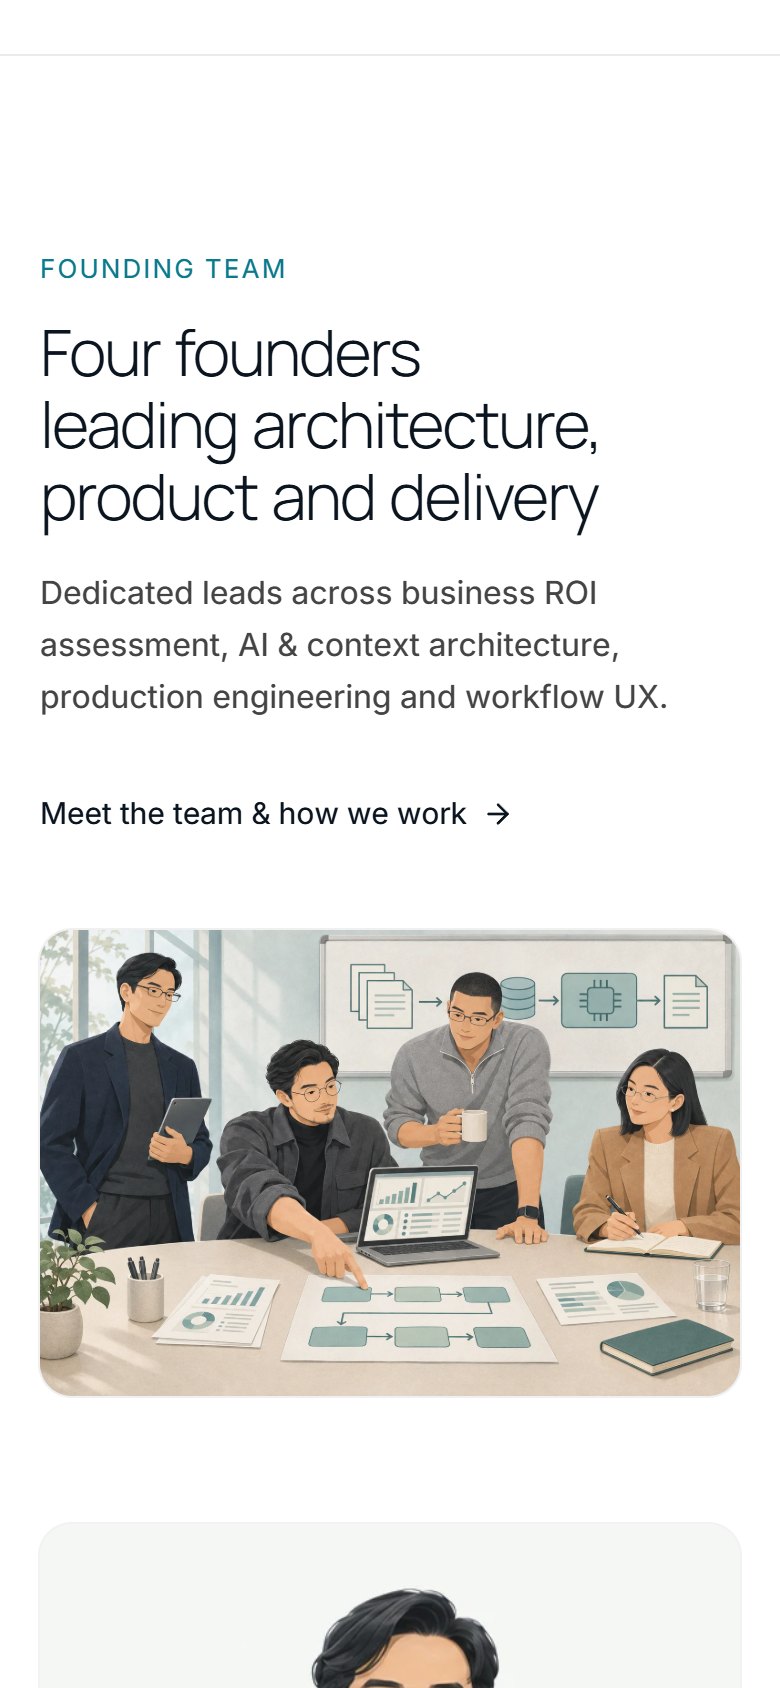 FOUNDING TEAM
Four founders
leading architecture,
product and delivery
Dedicated leads across business ROI
assessment, AI & context architecture,
production engineering and workflow UX.
Meet the team & how we work →